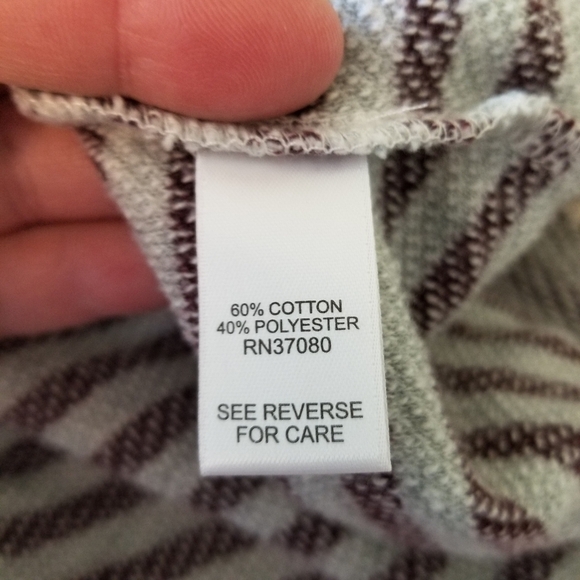 60% COTTON
40% POLYESTER
RN37080
SEE REVERSE
FOR CARE